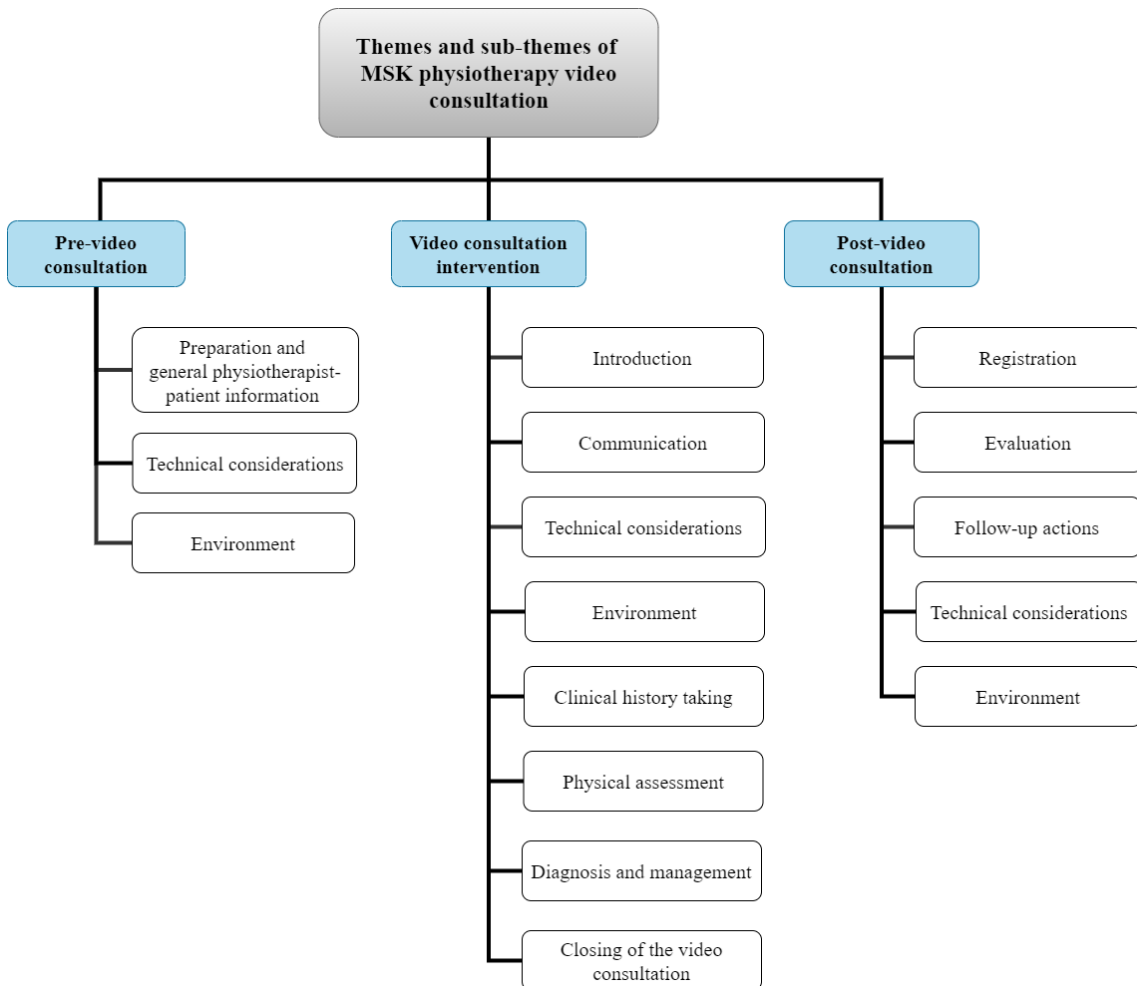 Themes and sub-themes of
MSK physiotherapy video
consultation
Pre-video
consultation
Preparation and
general physiotherapist-
patient information
Technical considerations
Environment
Video consultation
intervention
Introduction
Communication
Technical considerations
Environment
Clinical history taking
Physical assessment
Diagnosis and management
Closing of the video
consultation
Post-video
consultation
Registration
Evaluation
Follow-up actions
Technical considerations
Environment